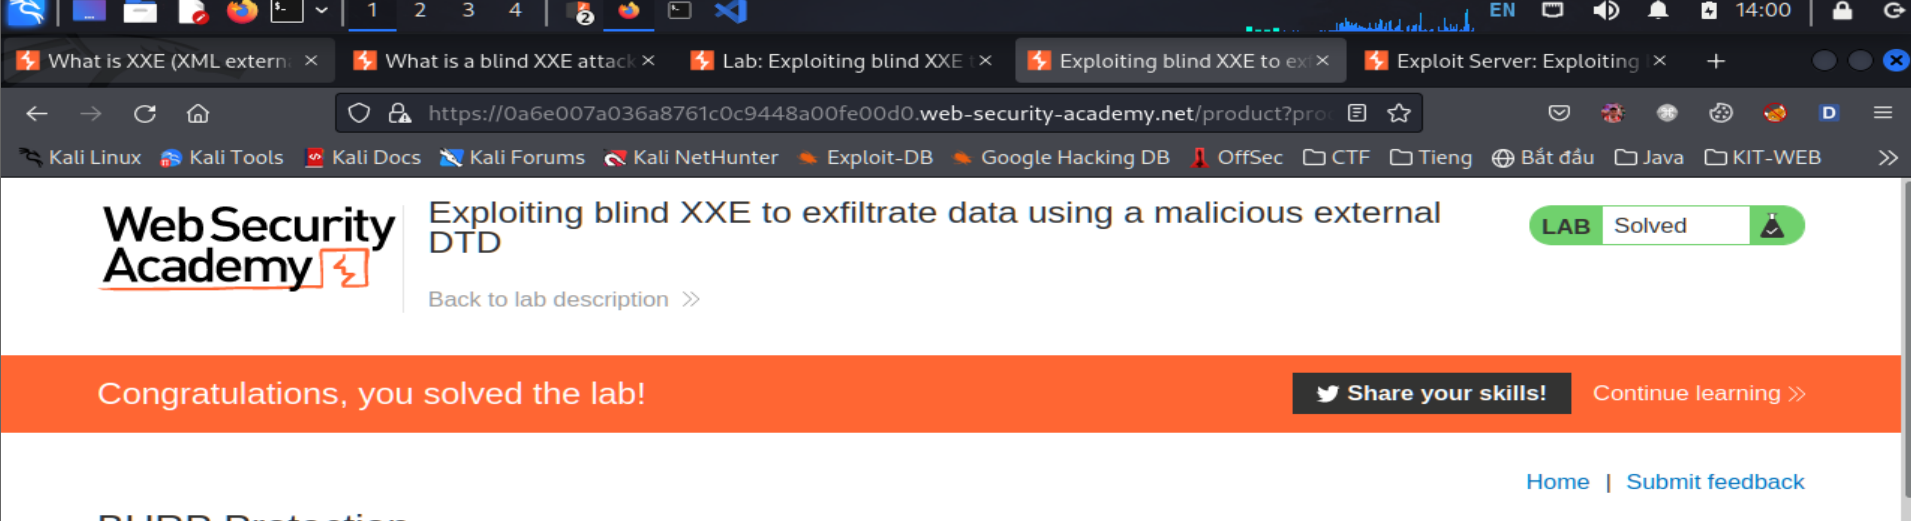 1 2 3 4 2 EN 14:00
What is XXE (XML extern
What is a blind XXE attack
Lab: Exploiting blind XXE t
Exploiting blind XXE to ex
Exploit Server: Exploiting
https://0a6e007a036a8761c0c9448a00fe00d0.web-security-academy.net/product?pro
D
Kali Linux Kali Tools Kali Docs Kali Forums Kali NetHunter Exploit-DB Google Hacking DB OffSec CTF Tieng Bắt đầu Java KIT-WEB
Web Security
Academy
Exploiting blind XXE to exfiltrate data using a malicious external
DTD
Back to lab description
LAB Solved
Congratulations, you solved the lab!
Share your skills! Continue learning
Home | Submit feedback